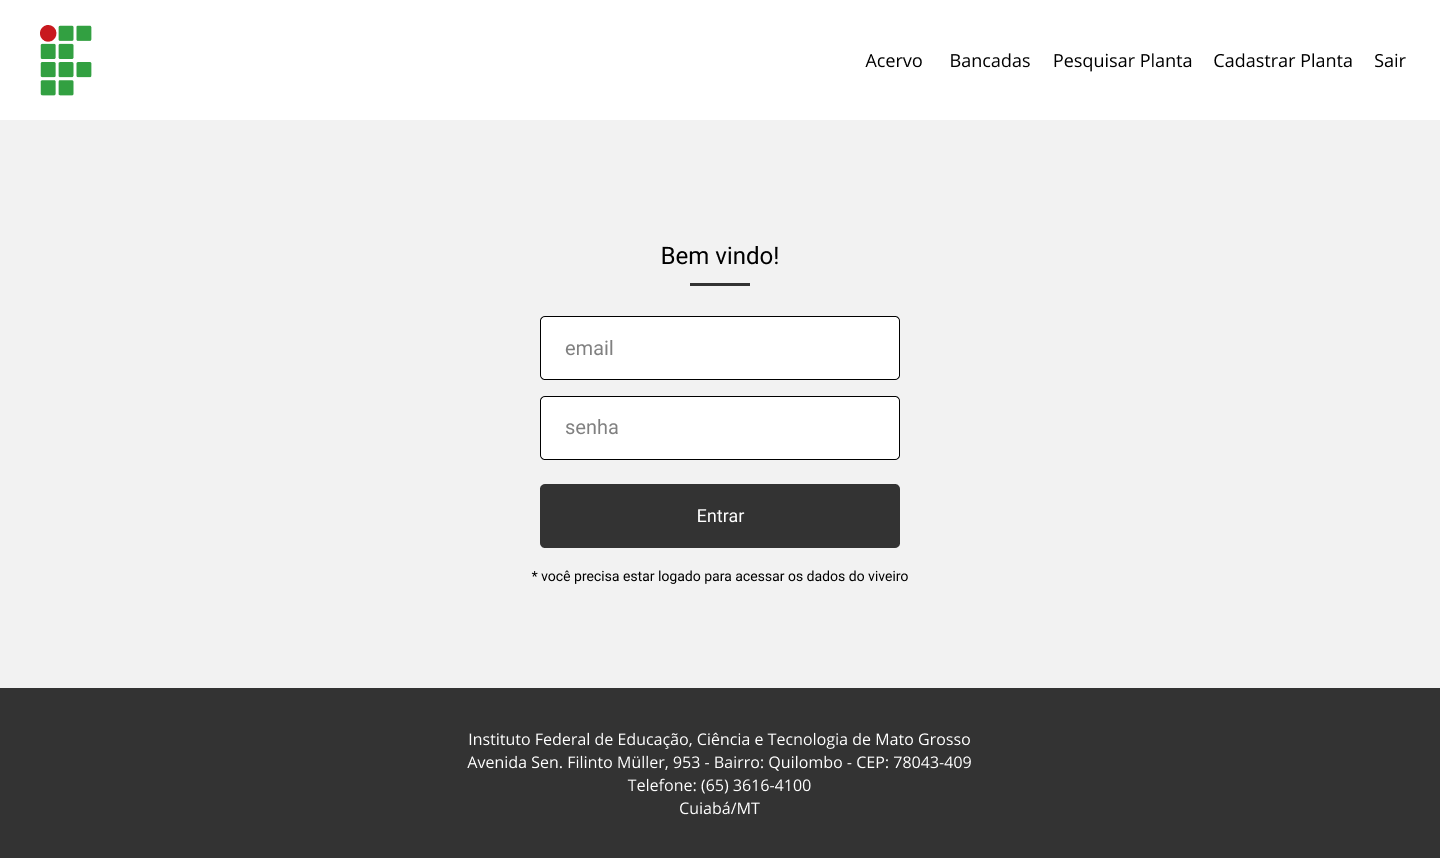 Acervo Bancadas Pesquisar Planta Cadastrar Planta Sair
Bem vindo!
email
senha
Entrar
* você precisa estar logado para acessar os dados do viveiro
Instituto Federal de Educação, Ciência e Tecnologia de Mato Grosso
Avenida Sen. Filinto Müller, 953 - Bairro: Quilombo - CEP: 78043-409
Telefone: (65) 3616-4100
Cuiabá/MT